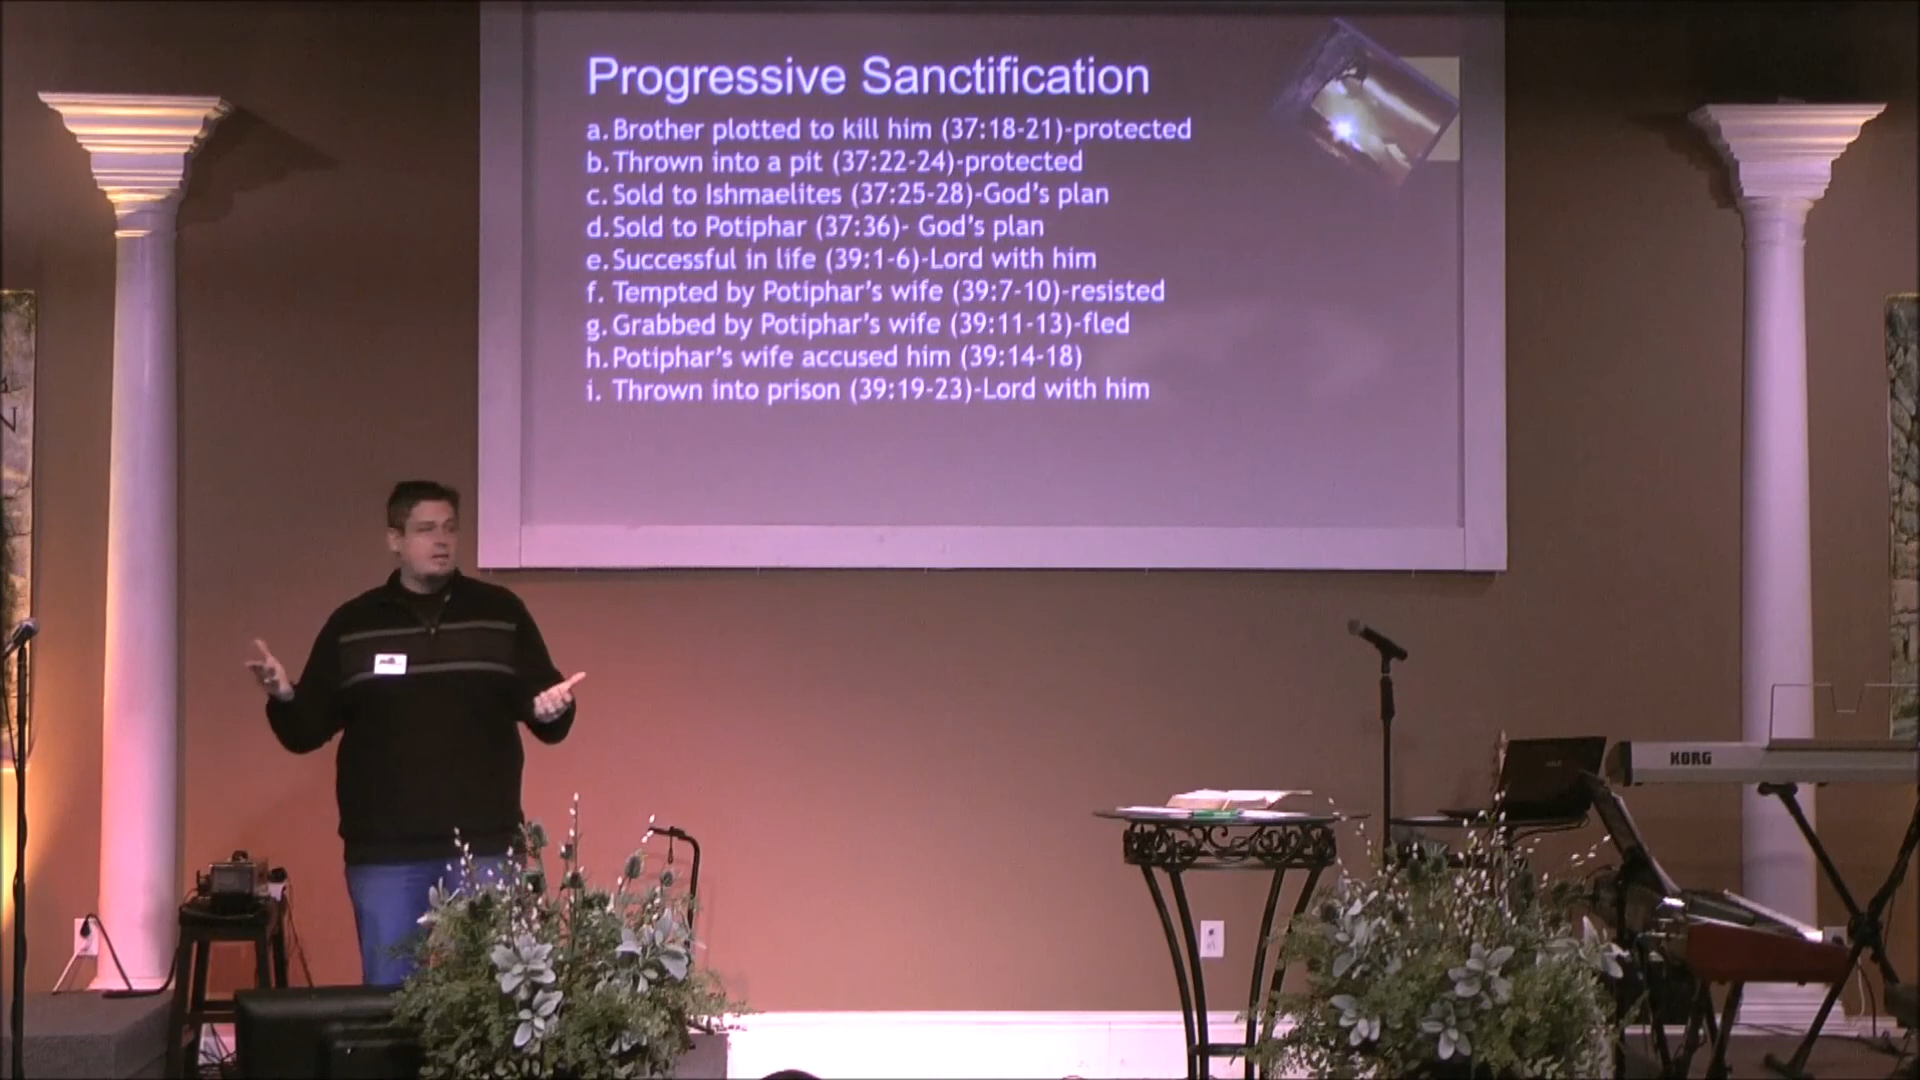 Progressive Sanctification
a. Brother plotted to kill him (37:18-21)-protected
b. Thrown into a pit (37:22-24)-protected
c. Sold to Ishmaelites (37:25-28)-God's plan
d. Sold to Potiphar (37:36)- God's plan
e. Successful in life (39:1-6)-Lord with him
f. Tempted by Potiphar's wife (39:7-10)-resisted
g. Grabbed by Potiphar's wife (39:11-13)-fled
h. Potiphar's wife accused him (39:14-18)
i. Thrown into prison (39:19-23)-Lord with him
N
KORG